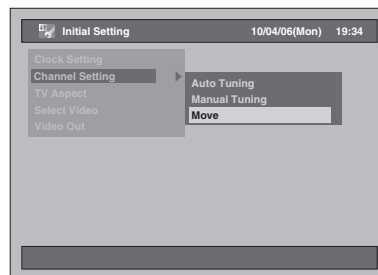 Initial Setting 10/04/06(Mon) 19:34
Clock Setting
Channel Setting
TV Aspect
Select Video
Video Out
Auto Tuning
Manual Tuning
Move